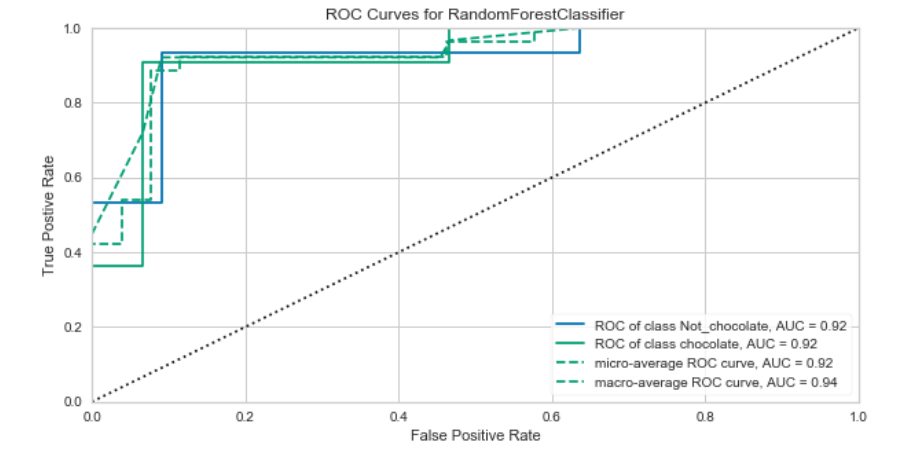 ROC Curves for RandomForestClassifier
1.0
0.8
0.6
0.4
0.2
0.0
True Postive Rate
0.0 0.2 0.4 0.6 0.8 1.0
False Positive Rate
ROC of class Not_chocolate, AUC = 0.92
ROC of class chocolate, AUC = 0.92
micro-average ROC curve, AUC = 0.92
macro-average ROC curve, AUC = 0.94